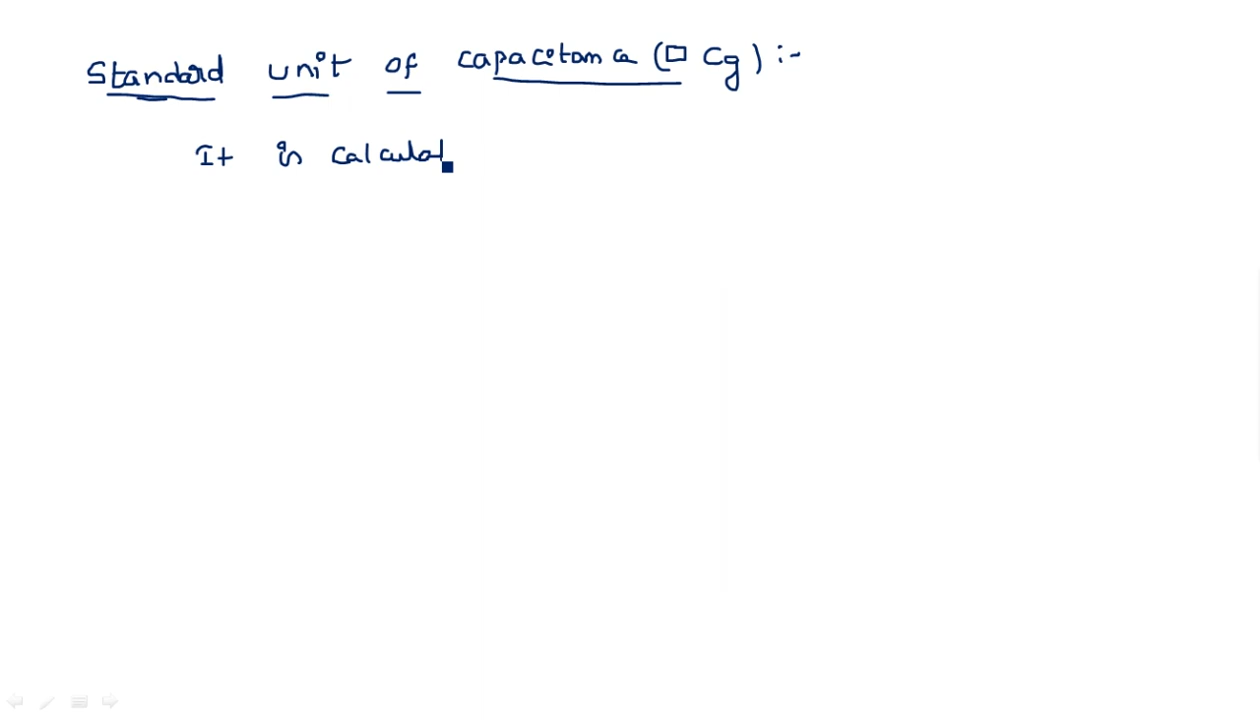 Standard unit of capacitance (□ Cg) :-
It is calculat